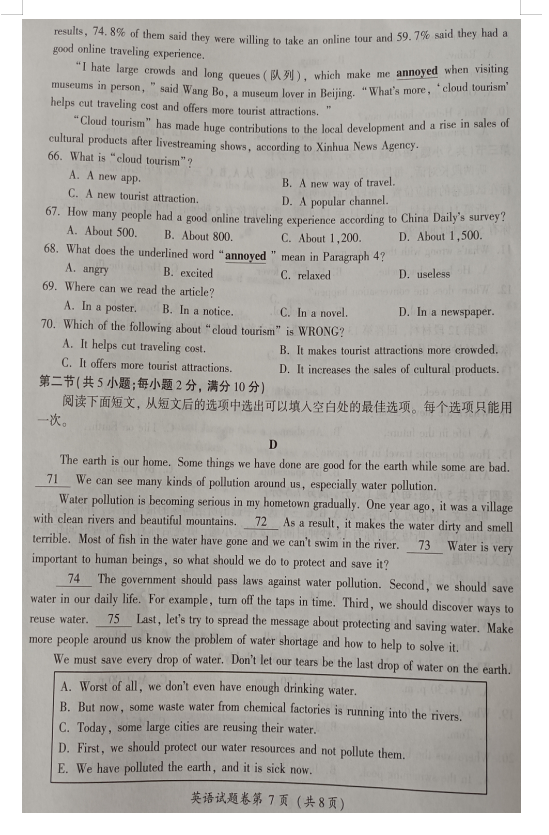 results, 74.8% of them said they were willing to take an online tour and 59.7% said they had a
good online traveling experience.
"I hate large crowds and long queues (队列), which make me annoyed when visiting
museums in person," said Wang Bo, a museum lover in Beijing. "What's more, 'cloud tourism'
helps cut traveling cost and offers more tourist attractions."
"Cloud tourism" has made huge contributions to the local development and a rise in sales of
cultural products after livestreaming shows, according to Xinhua News Agency.
66. What is "cloud tourism"?
A. A new app. B. A new way of travel.
C. A new tourist attraction. D. A popular channel.
67. How many people had a good online traveling experience according to China Daily's survey?
A. About 500. B. About 800. C. About 1,200. D. About 1,500.
68. What does the underlined word "annoyed" mean in Paragraph 4?
A. angry B. excited C. relaxed D. useless
69. Where can we read the article?
A. In a poster. B. In a notice. C. In a novel. D. In a newspaper.
70. Which of the following about "cloud tourism" is WRONG?
A. It helps cut traveling cost. B. It makes tourist attractions more crowded.
C. It offers more tourist attractions. D. It increases the sales of cultural products.
第二节(共5小题;每小题2分,满分10分)
阅读下面短文,从短文后的选项中选出可以填入空白处的最佳选项。每个选项只能用
一次。
D
The earth is our home. Some things we have done are good for the earth while some are bad.
71 We can see many kinds of pollution around us, especially water pollution.
Water pollution is becoming serious in my hometown gradually. One year ago, it was a village
with clean rivers and beautiful mountains. 72 As a result, it makes the water dirty and smell
terrible. Most of fish in the water have gone and we can't swim in the river. 73 Water is very
important to human beings, so what should we do to protect and save it?
74 The government should pass laws against water pollution. Second, we should save
water in our daily life. For example, turn off the taps in time. Third, we should discover ways to
reuse water. 75 Last, let's try to spread the message about protecting and saving water. Make
more people around us know the problem of water shortage and how to help to solve it.
We must save every drop of water. Don't let our tears be the last drop of water on the earth.
A. Worst of all, we don't even have enough drinking water.
B. But now, some waste water from chemical factories is running into the rivers.
C. Today, some large cities are reusing their water.
D. First, we should protect our water resources and not pollute them.
E. We have polluted the earth, and it is sick now.
英语试题卷第7页(共8页)